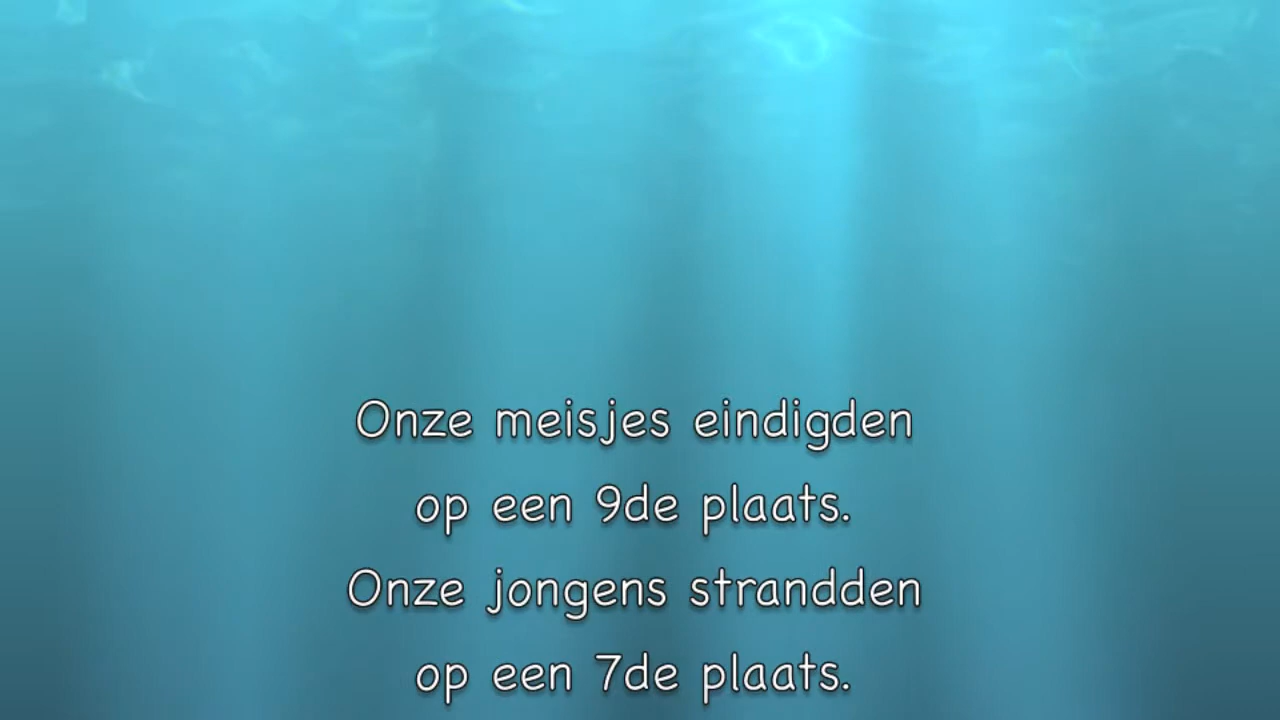 Onze meisjes eindigden
op een 9de plaats.
Onze jongens strandden
op een 7de plaats.